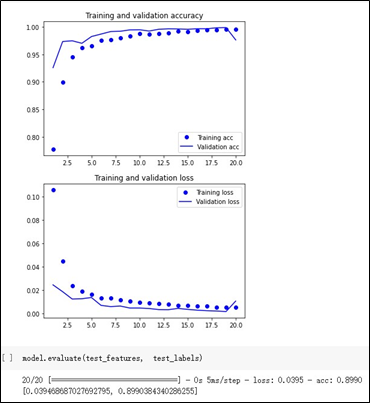 Training and validation accuracy
1.00
0.95
0.90
0.85
0.80
Training acc
Validation acc
2.5 5.0 7.5 10.0 12.5 15.0 17.5 20.0
Training and validation loss
0.10
0.08
0.06
0.04
0.02
0.00
Training loss
Validation loss
2.5 5.0 7.5 10.0 12.5 15.0 17.5 20.0
[ ] model.evaluate(test_features, test_labels)
20/20 [==============================] - 0s 5ms/step - loss: 0.0395 - acc: 0.8990
[0.039468687027692795, 0.8990384340286255]